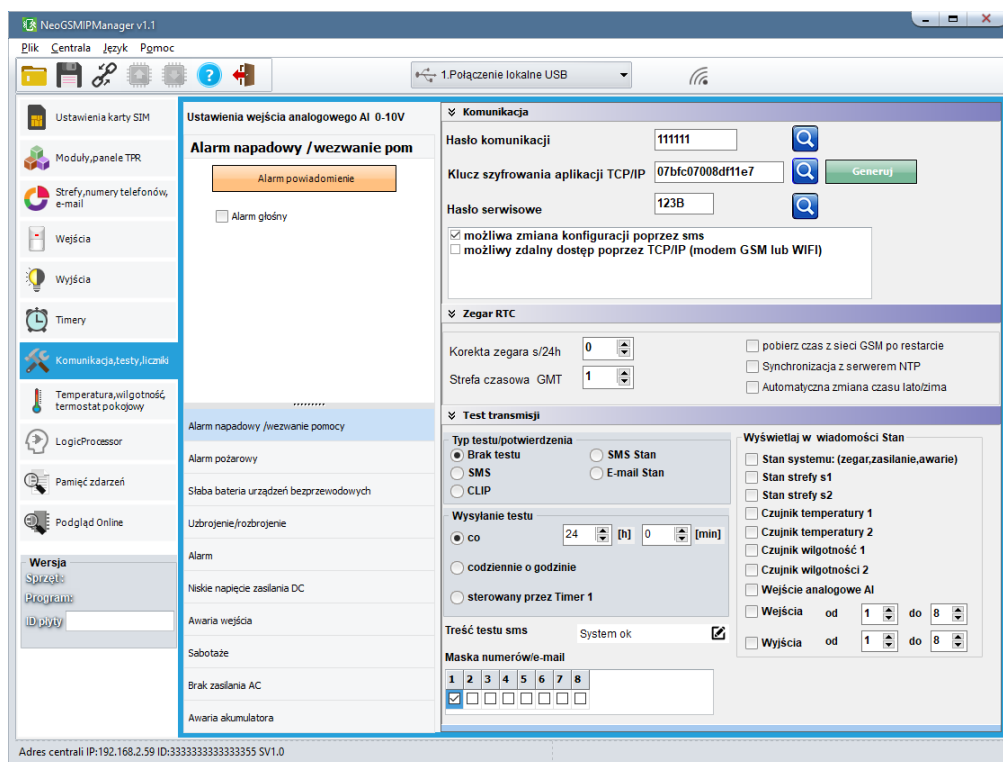 NeoGSMIPManager v1.1
Plik Centrala Język Pomoc
1.Połączenie lokalne USB
Ustawienia karty SIM
Moduły,panele TPR
Strefy,numery telefonów,
e-mail
Wejścia
Wyjścia
Timery
Komunikacja,testy,liczniki
Temperatura,wilgotność,
termostat pokojowy
LogicProcessor
Pamięć zdarzeń
Podgląd Online
Wersja
Sprzęt:
Program:
ID płyty
Ustawienia wejścia analogowego AI 0-10V
Alarm napadowy /wezwanie pom
Alarm powiadomienie
Alarm głośny
Alarm napadowy /wezwanie pomocy
Alarm pożarowy
Słaba bateria urządzeń bezprzewodowych
Uzbrojenie/rozbrojenie
Alarm
Niskie napięcie zasilania DC
Awaria wejścia
Sabotaże
Brak zasilania AC
Awaria akumulatora
Komunikacja
Hasło komunikacji 111111
Klucz szyfrowania aplikacji TCP/IP 07bfc07008df11e7 Generuj
Hasło serwisowe 123B
możliwa zmiana konfiguracji poprzez sms
możliwy zdalny dostęp poprzez TCP/IP (modem GSM lub WIFI)
Zegar RTC
Korekta zegara s/24h 0
Strefa czasowa GMT 1
pobierz czas z sieci GSM po restarcie
Synchronizacja z serwerem NTP
Automatyczna zmiana czasu lato/zima
Test transmisji
Typ testu/potwierdzenia
Brak testu SMS Stan
SMS E-mail Stan
CLIP
Wysyłanie testu
co 24 [h] 0 [min]
codziennie o godzinie
sterowany przez Timer 1
Treść testu sms System ok
Maska numerów/e-mail
1 2 3 4 5 6 7 8
Wyświetlaj w wiadomości Stan
Stan systemu: (zegar,zasilanie,awarie)
Stan strefy s1
Stan strefy s2
Czujnik temperatury 1
Czujnik temperatury 2
Czujnik wilgotność 1
Czujnik wilgotności 2
Wejście analogowe AI
Wejścia od 1 do 8
Wyjścia od 1 do 8
Adres centrali IP:192.168.2.59 ID:3333333333333355 SV1.0